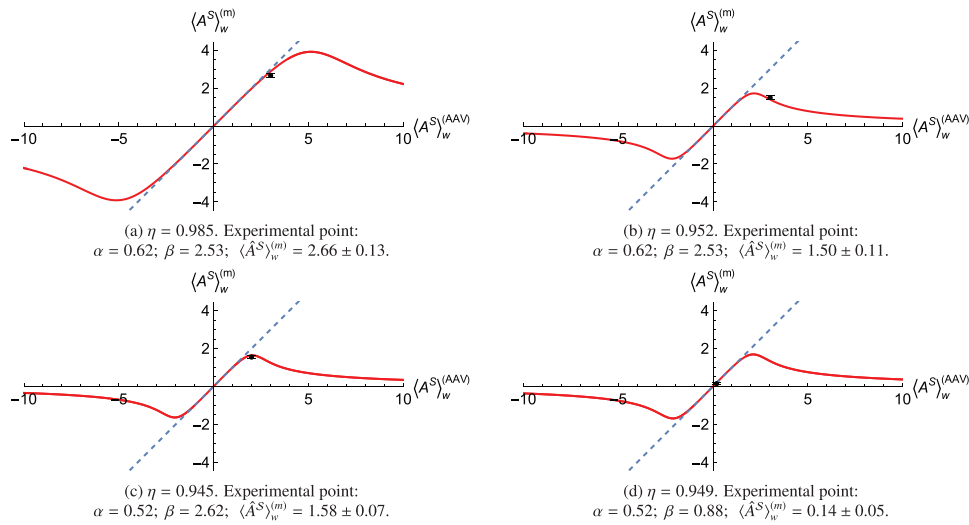 ⟨A^S⟩_w^(m)
4
2
-10
-5
5
10
⟨A^S⟩_w^(AAV)
-2
-4
(a) η = 0.985. Experimental point:
α = 0.62; β = 2.53; ⟨Â^S⟩_w^(m) = 2.66 ± 0.13.
⟨A^S⟩_w^(m)
4
2
-10
-5
5
10
⟨A^S⟩_w^(AAV)
-2
-4
(b) η = 0.952. Experimental point:
α = 0.62; β = 2.53; ⟨Â^S⟩_w^(m) = 1.50 ± 0.11.
⟨A^S⟩_w^(m)
4
2
-10
-5
5
10
⟨A^S⟩_w^(AAV)
-2
-4
(c) η = 0.945. Experimental point:
α = 0.52; β = 2.62; ⟨Â^S⟩_w^(m) = 1.58 ± 0.07.
⟨A^S⟩_w^(m)
4
2
-10
-5
5
10
⟨A^S⟩_w^(AAV)
-2
-4
(d) η = 0.949. Experimental point:
α = 0.52; β = 0.88; ⟨Â^S⟩_w^(m) = 0.14 ± 0.05.